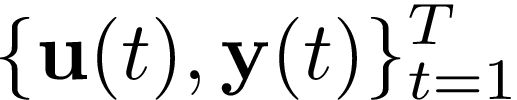 {𝐮(t), 𝐲(t)}_{t=1}^{T}